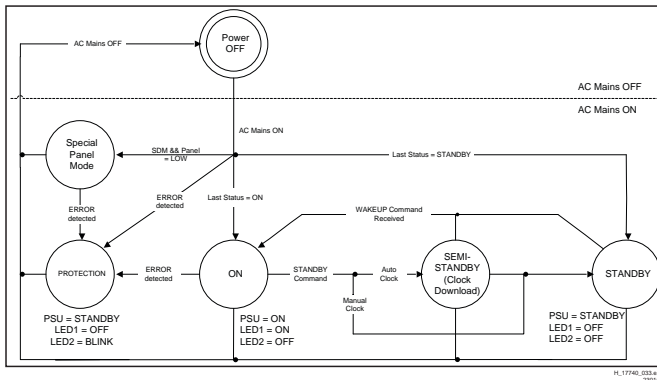 Power
OFF
AC Mains OFF
AC Mains OFF
AC Mains ON
AC Mains ON
Special
Panel
Mode
SDM && Panel
= LOW
Last Status = STANDBY
ERROR
detected
ERROR
detected
Last Status = ON
WAKEUP Command
Received
PROTECTION
ERROR
detected
ON
STANDBY
Command
Auto
Clock
Manual
Clock
SEMI-
STANDBY
(Clock
Download)
STANDBY
PSU = STANDBY
LED1 = OFF
LED2 = BLINK
PSU = ON
LED1 = ON
LED2 = OFF
PSU = STANDBY
LED1 = OFF
LED2 = OFF